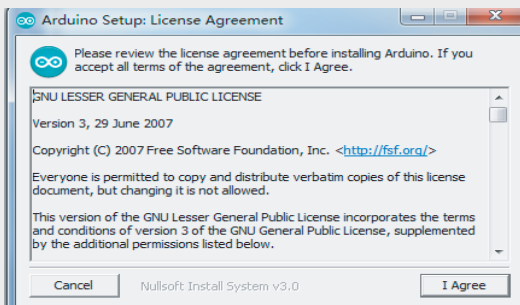 Arduino Setup: License Agreement
Please review the license agreement before installing Arduino. If you
accept all terms of the agreement, click I Agree.
GNU LESSER GENERAL PUBLIC LICENSE
Version 3, 29 June 2007
Copyright (C) 2007 Free Software Foundation, Inc. <http://fsf.org/>
Everyone is permitted to copy and distribute verbatim copies of this license
document, but changing it is not allowed.
This version of the GNU Lesser General Public License incorporates the terms
and conditions of version 3 of the GNU General Public License, supplemented
by the additional permissions listed below.
Cancel
Nullsoft Install System v3.0
I Agree